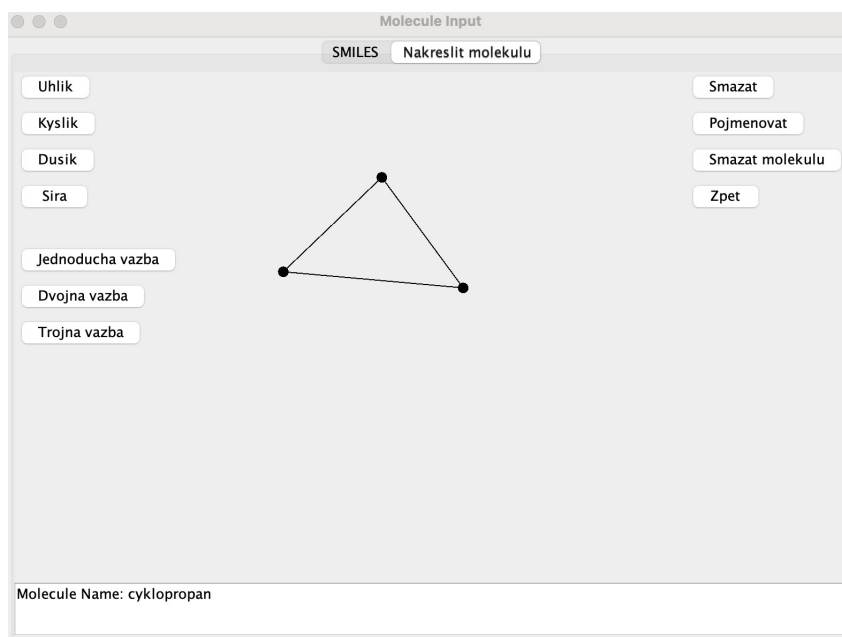 Molecule Input
SMILES Nakreslit molekulu
Uhlik
Kyslik
Dusik
Sira
Jednoducha vazba
Dvojna vazba
Trojna vazba
Smazat
Pojmenovat
Smazat molekulu
Zpet
Molecule Name: cyklopropan